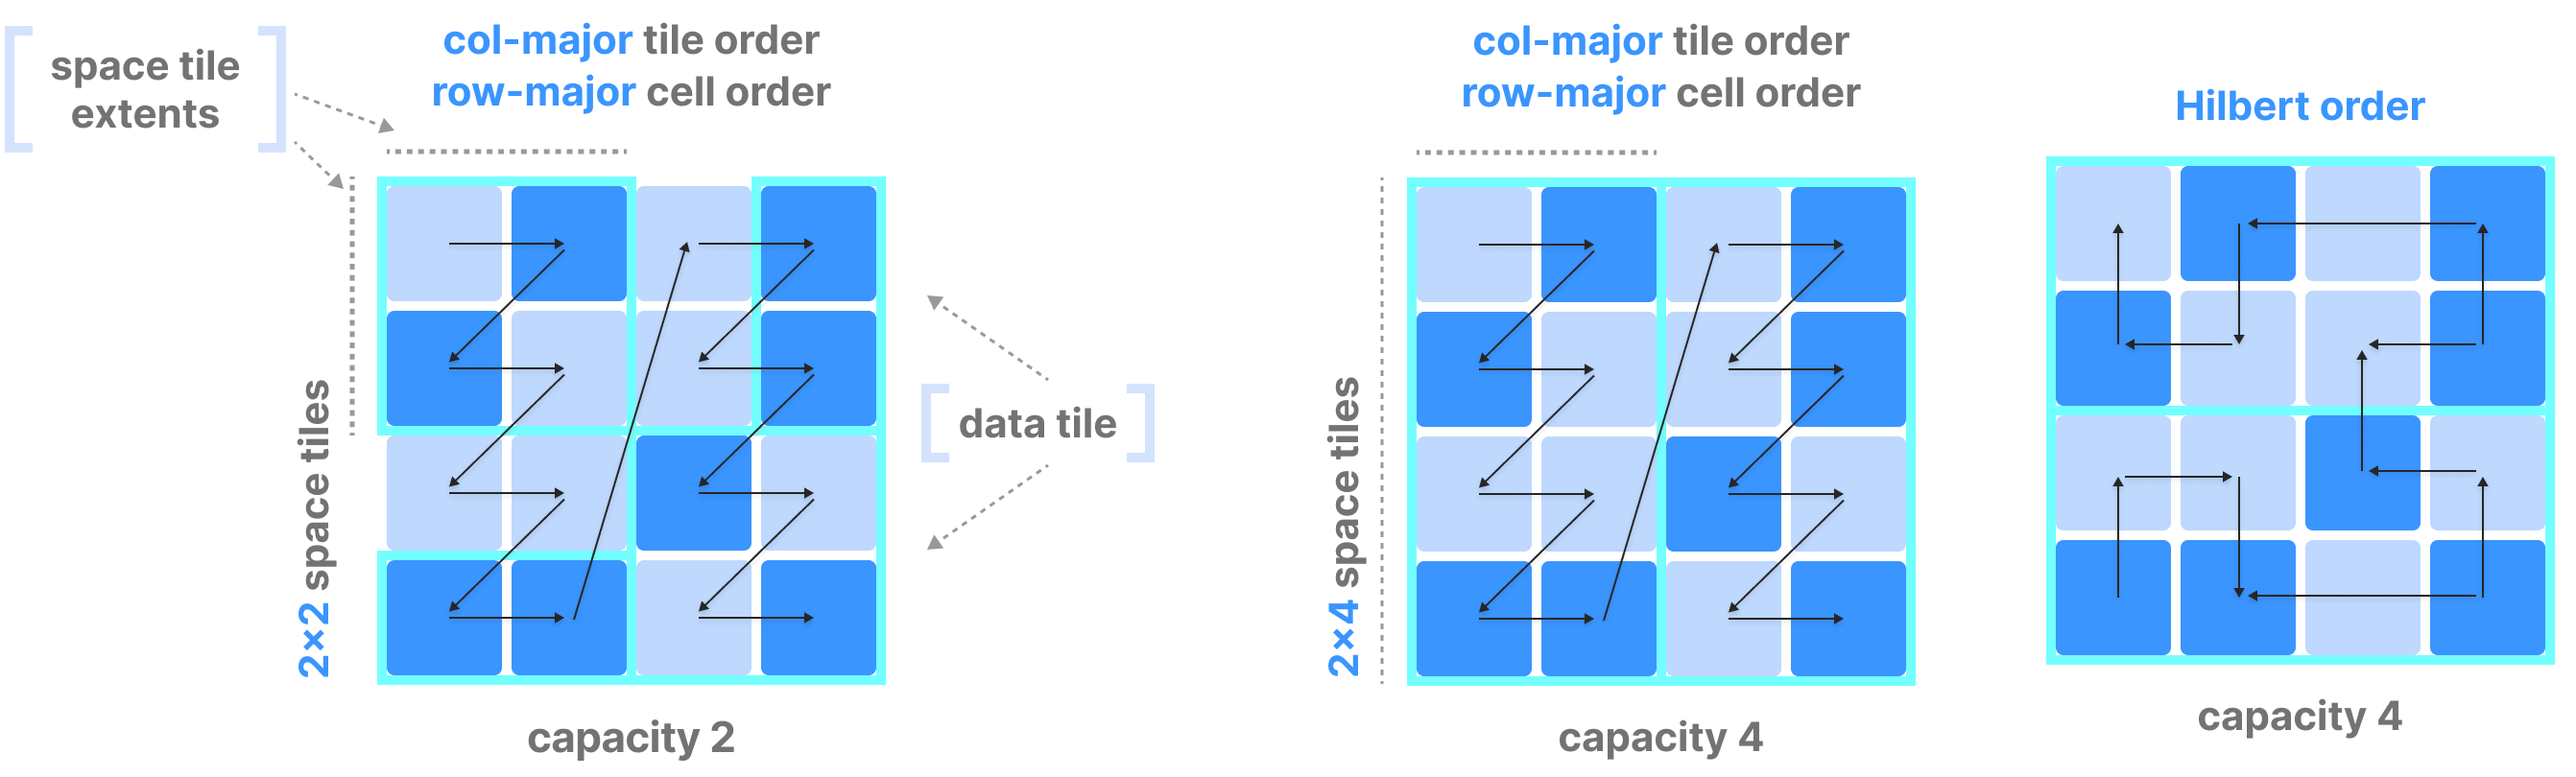 space tile
extents
col-major tile order
row-major cell order
2×2 space tiles
capacity 2
data tile
col-major tile order
row-major cell order
2×4 space tiles
capacity 4
Hilbert order
capacity 4